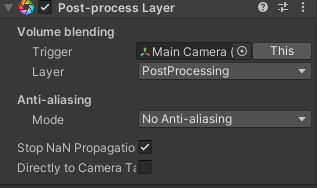 Post-process Layer
Volume blending
Trigger Main Camera ( This
Layer PostProcessing
Anti-aliasing
Mode No Anti-aliasing
Stop NaN Propagatio
Directly to Camera Ta